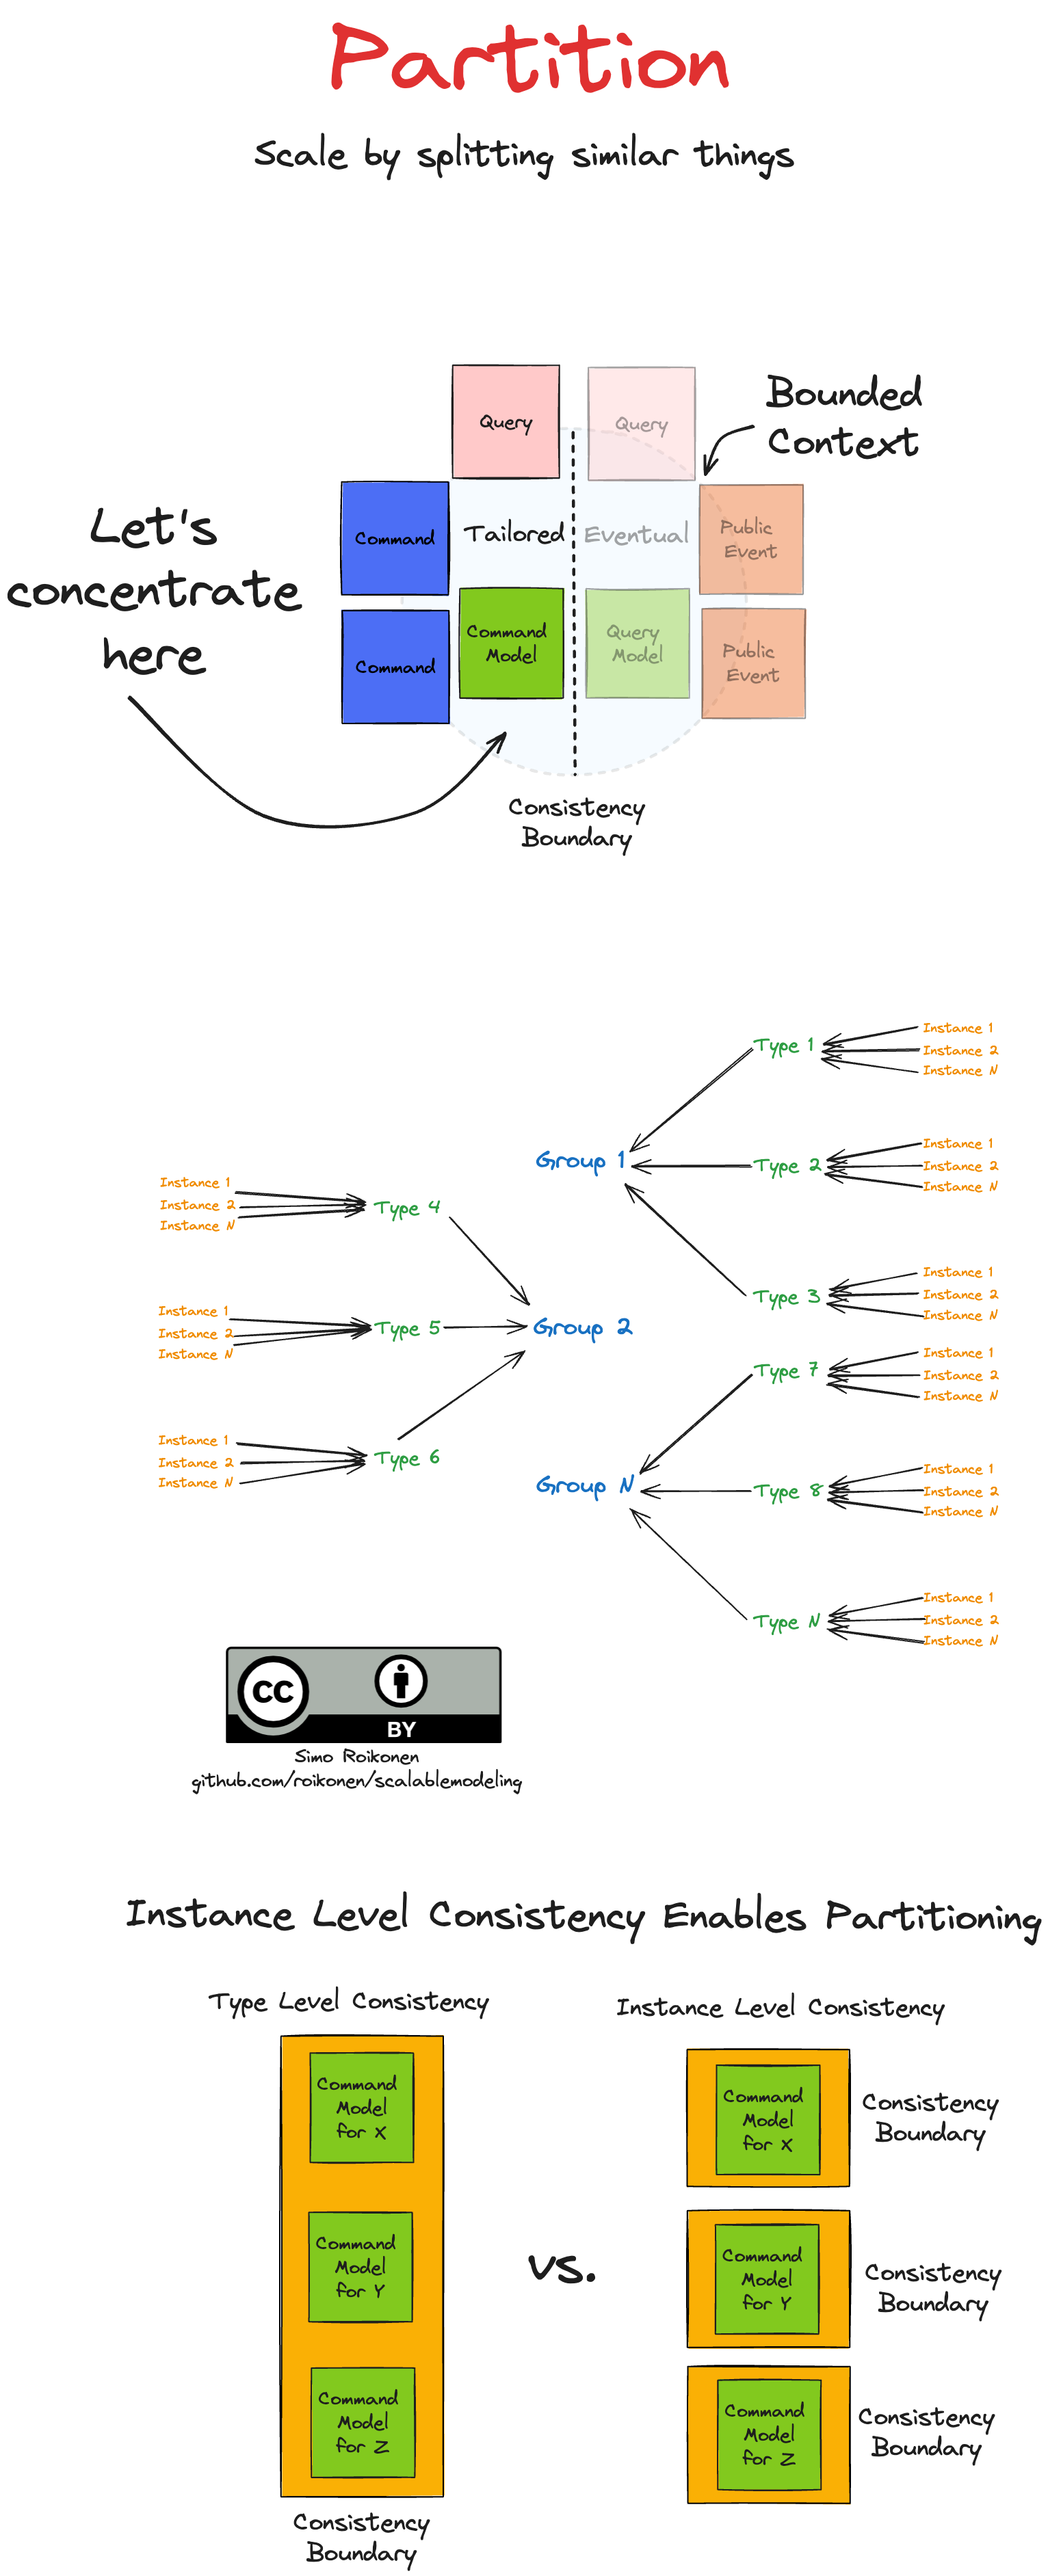 Partition
Scale by splitting similar things
Query
Query
Bounded
Context
Let's
concentrate
here
Command
Tailored
Eventual
Public
Event
Command
Command
Model
Query
Model
Public
Event
Consistency
Boundary
Type 1
Instance 1
Instance 2
Instance N
Group 1
Type 2
Instance 1
Instance 2
Instance N
Type 3
Instance 1
Instance 2
Instance N
Instance 1
Instance 2
Instance N
Type 4
Instance 1
Instance 2
Instance N
Type 5
Group 2
Instance 1
Instance 2
Instance N
Type 6
Type 7
Instance 1
Instance 2
Instance N
Group N
Type 8
Instance 1
Instance 2
Instance N
Type N
Instance 1
Instance 2
Instance N
CC
BY
Simo Roikonen
github.com/roikonen/scalablemodeling
Instance Level Consistency Enables Partitioning
Type Level Consistency
Command
Model
for X
Command
Model
for Y
Command
Model
for Z
Consistency
Boundary
vs.
Instance Level Consistency
Command
Model
for X
Consistency
Boundary
Command
Model
for Y
Consistency
Boundary
Command
Model
for Z
Consistency
Boundary